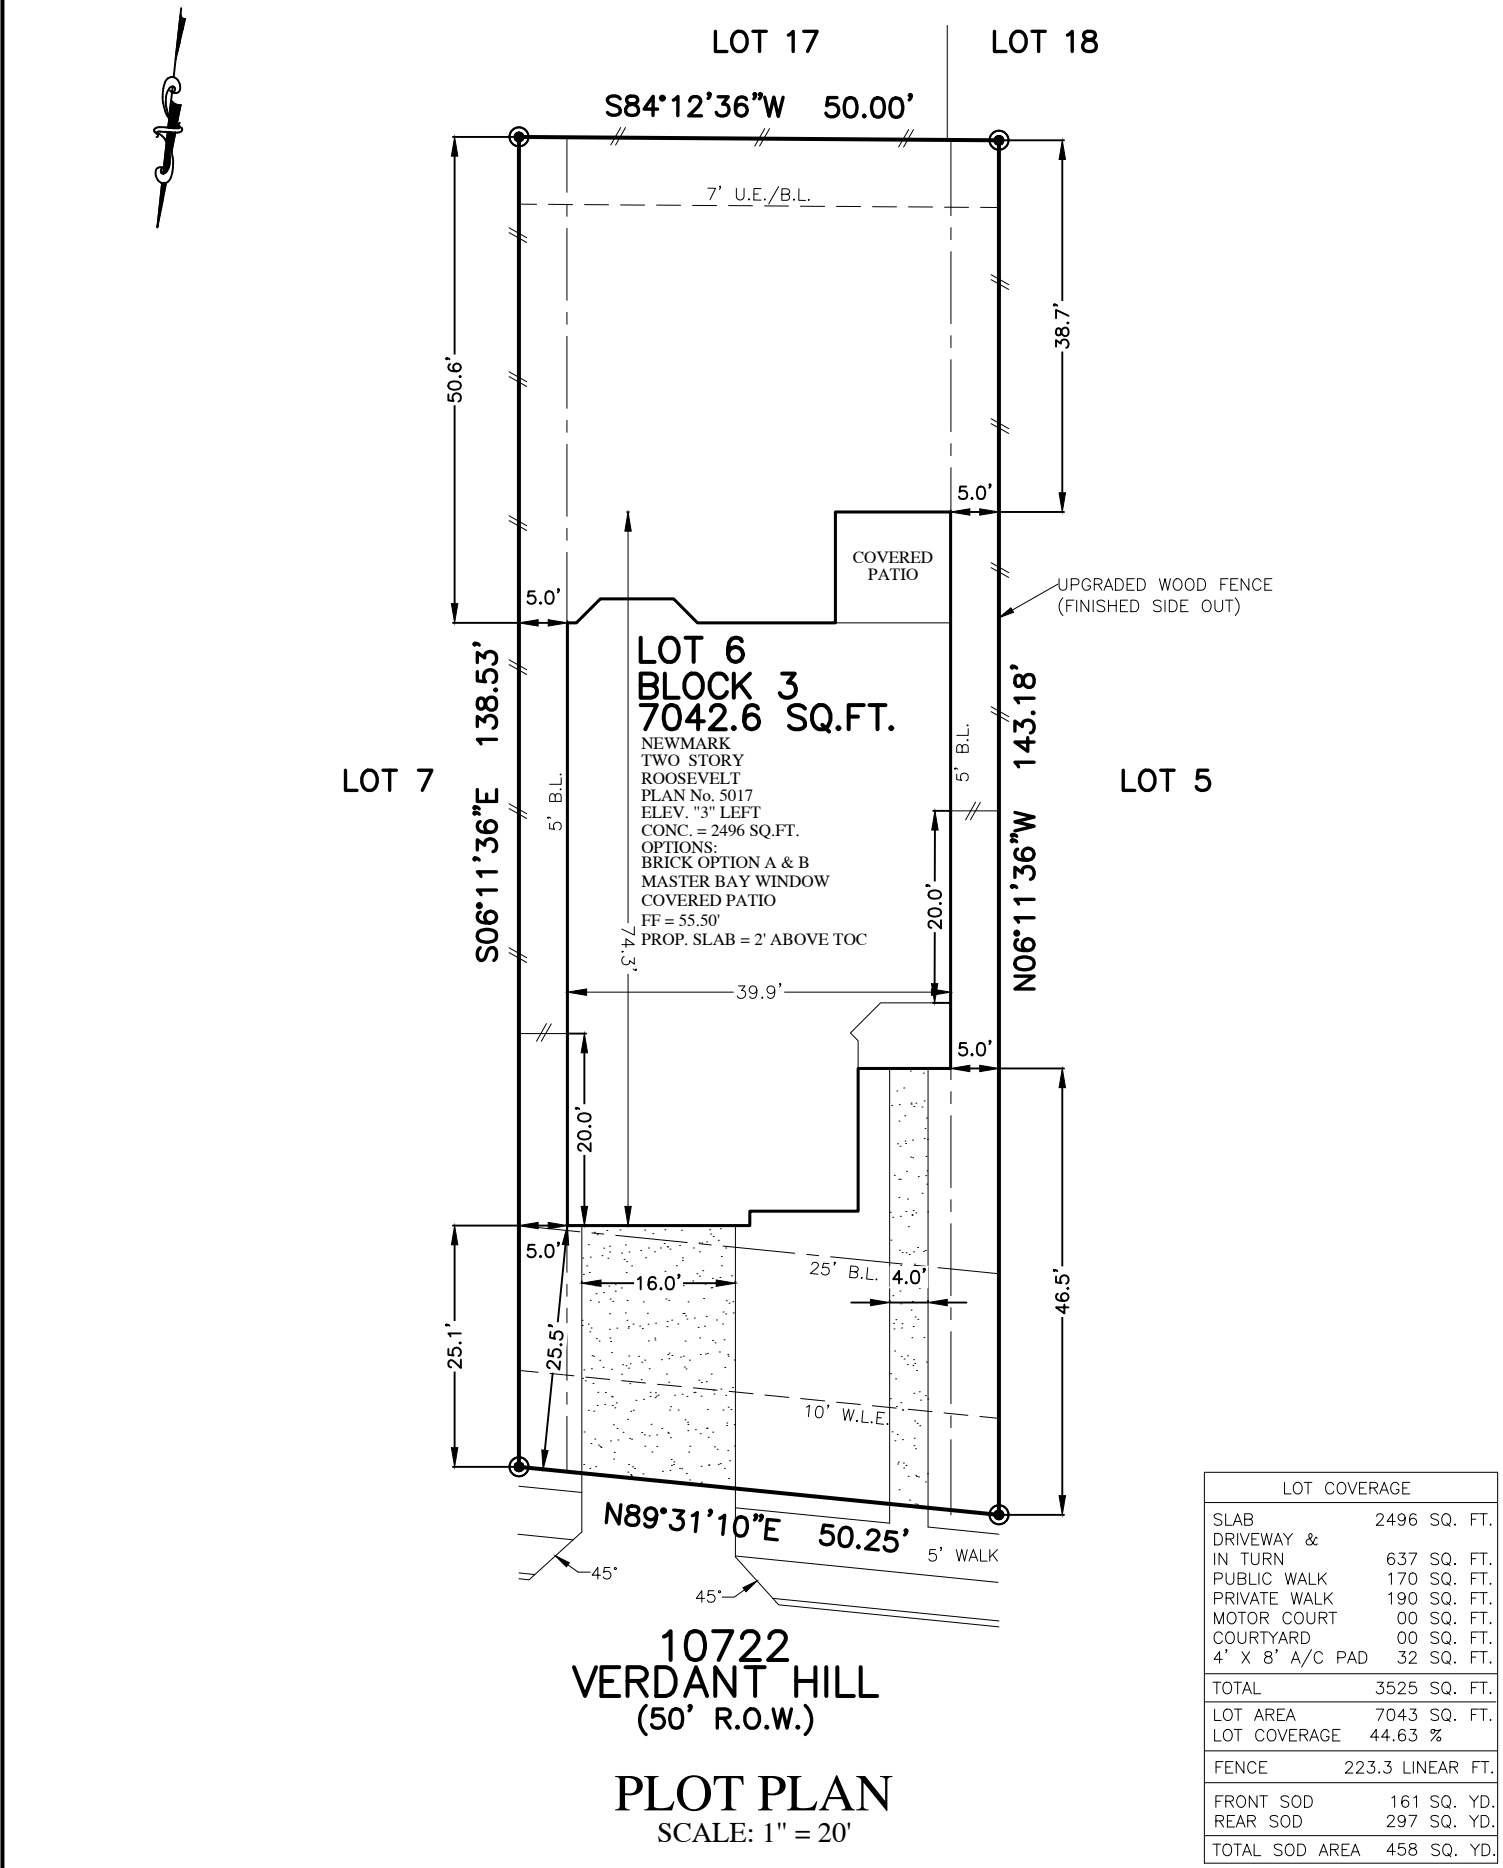 LOT 17
LOT 18
S84°12'36"W 50.00'
7' U.E./B.L.
50.6'
38.7'
5.0'
COVERED
PATIO
UPGRADED WOOD FENCE
(FINISHED SIDE OUT)
5.0'
LOT 6
BLOCK 3
7042.6 SQ.FT.
NEWMARK
TWO STORY
ROOSEVELT
PLAN No. 5017
ELEV. "3" LEFT
CONC. = 2496 SQ.FT.
OPTIONS:
BRICK OPTION A & B
MASTER BAY WINDOW
COVERED PATIO
FF = 55.50'
PROP. SLAB = 2' ABOVE TOC
S06°11'36"E 138.53'
N06°11'36"W 143.18'
LOT 7
LOT 5
5' B.L.
5' B.L.
20.0'
74.3'
39.9'
5.0'
20.0'
5.0'
25' B.L.
4.0'
16.0'
46.5'
25.1'
25.5'
10' W.L.E.
N89°31'10"E 50.25'
5' WALK
45°
45°
10722
VERDANT HILL
(50' R.O.W.)
PLOT PLAN
SCALE: 1" = 20'
LOT COVERAGE
SLAB 2496 SQ. FT.
DRIVEWAY &
IN TURN 637 SQ. FT.
PUBLIC WALK 170 SQ. FT.
PRIVATE WALK 190 SQ. FT.
MOTOR COURT 00 SQ. FT.
COURTYARD 00 SQ. FT.
4' X 8' A/C PAD 32 SQ. FT.
TOTAL 3525 SQ. FT.
LOT AREA 7043 SQ. FT.
LOT COVERAGE 44.63 %
FENCE 223.3 LINEAR FT.
FRONT SOD 161 SQ. YD.
REAR SOD 297 SQ. YD.
TOTAL SOD AREA 458 SQ. YD.